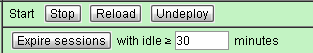 Start Stop Reload Undeploy
Expire sessions with idle ≥ 30 minutes